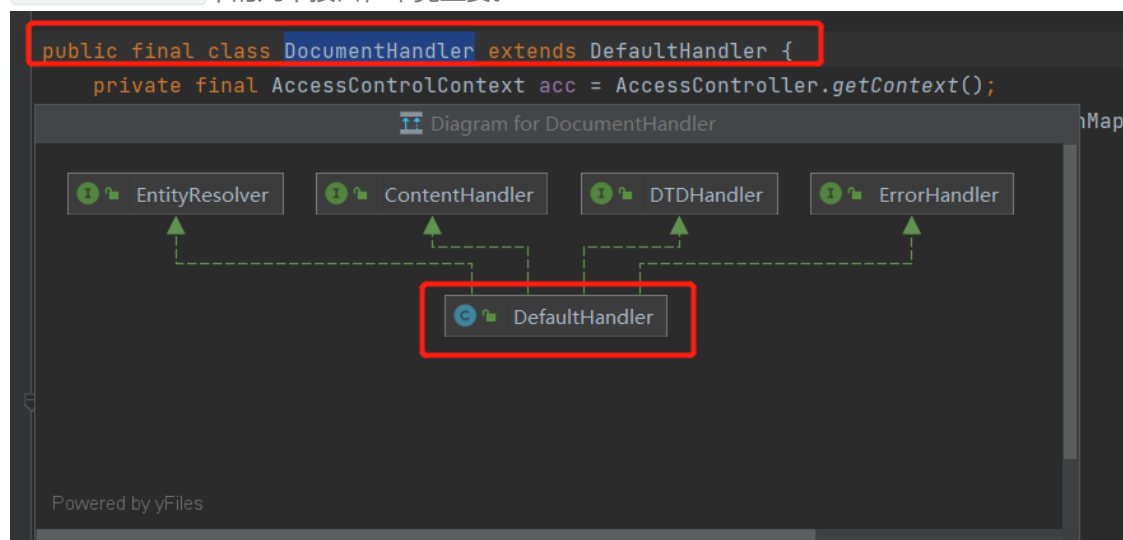 public final class DocumentHandler extends DefaultHandler {
private final AccessControlContext acc = AccessController.getContext();
Diagram for DocumentHandler
nMap
EntityResolver
ContentHandler
DTDHandler
ErrorHandler
DefaultHandler
Powered by yFiles